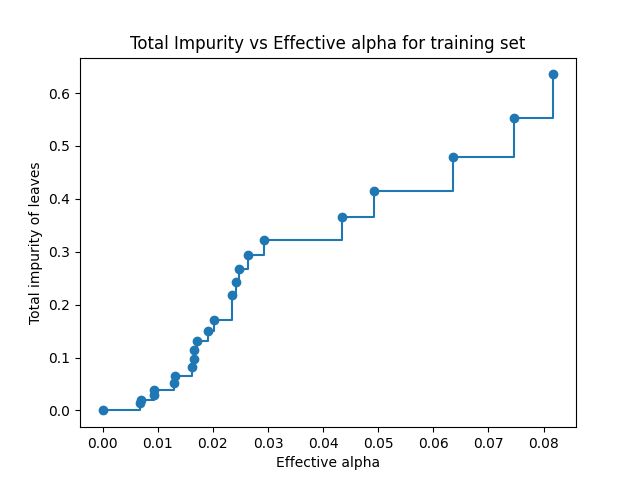 Total Impurity vs Effective alpha for training set
Total impurity of leaves
0.6
0.5
0.4
0.3
0.2
0.1
0.0
0.00 0.01 0.02 0.03 0.04 0.05 0.06 0.07 0.08
Effective alpha